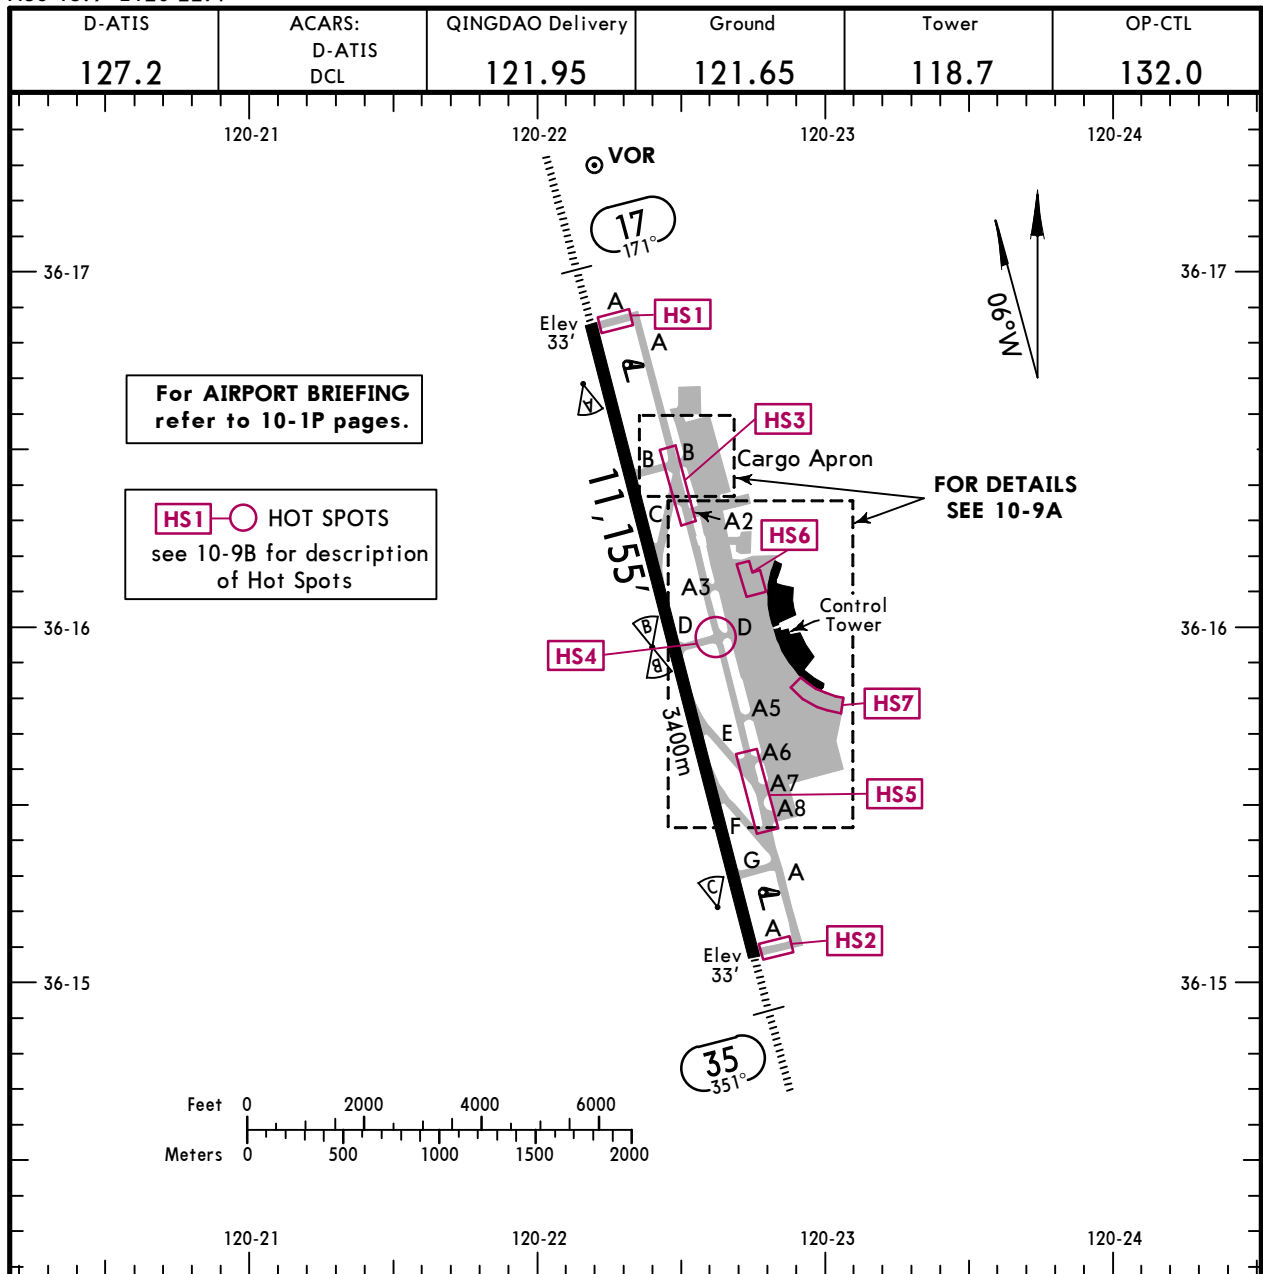 D-ATIS
127.2
ACARS:
D-ATIS
DCL
QINGDAO Delivery
121.95
Ground
121.65
Tower
118.7
OP-CTL
132.0
120-21
120-22
120-23
120-24
VOR
17
171°
36-17
36-17
06°W
A
HS1
Elev
33'
A
A
For AIRPORT BRIEFING
refer to 10-1P pages.
HS3
B
B
Cargo Apron
FOR DETAILS
SEE 10-9A
HS1
HOT SPOTS
see 10-9B for description
of Hot Spots
11,155'
C
A2
HS6
A3
Control
Tower
36-16
36-16
B
D
D
HS4
B
HS7
A5
3400m
E
A6
A7
HS5
A8
F
G
A
C
A
HS2
Elev
33'
36-15
36-15
35
351°
Feet 0 2000 4000 6000
Meters 0 500 1000 1500 2000
120-21
120-22
120-23
120-24